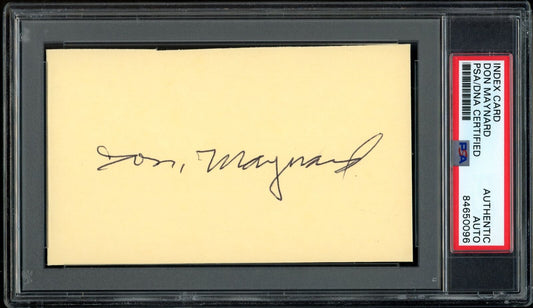 Don, Maynard
INDEX CARD
DON MAYNARD
PSA/DNA CERTIFIED
PSA
AUTHENTIC
AUTO
84650096